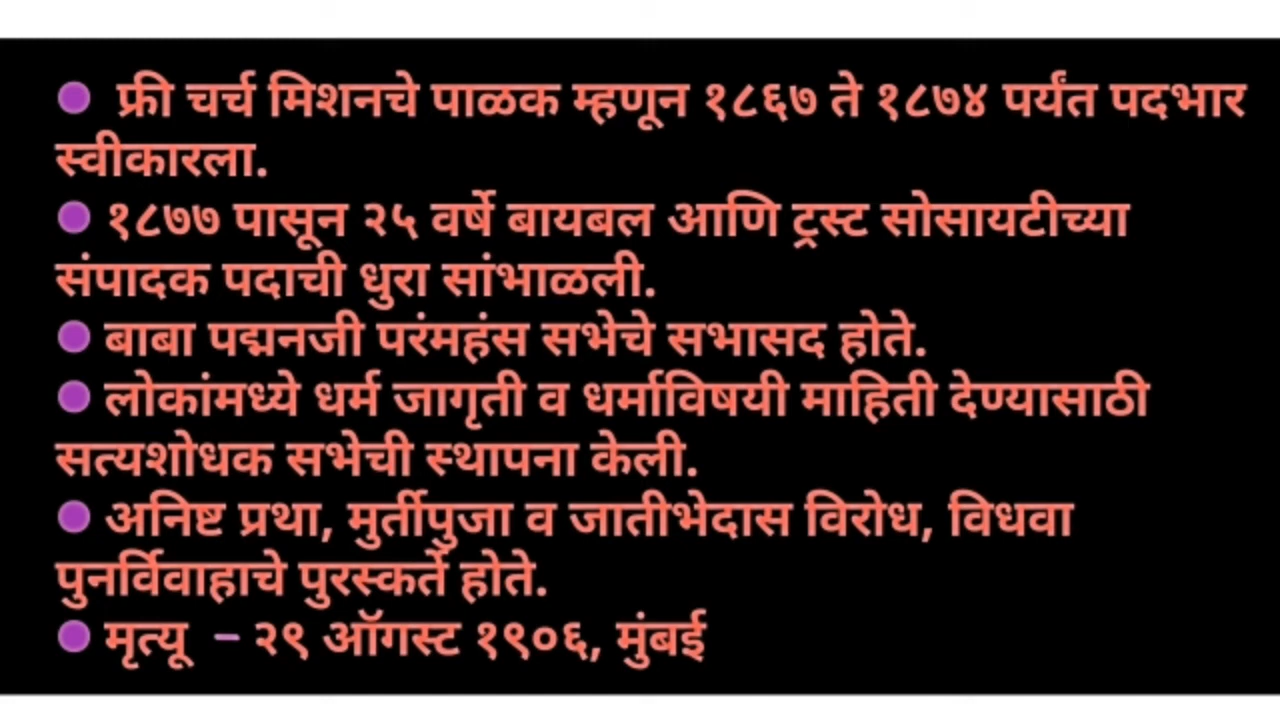 ● फ्री चर्च मिशनचे पाळक म्हणून १८६७ ते १८७४ पर्यंत पदभार
स्वीकारला.
● १८७७ पासून २५ वर्षे बायबल आणि ट्रस्ट सोसायटीच्या
संपादक पदाची धुरा सांभाळली.
● बाबा पद्मनजी परंमहंस सभेचे सभासद होते.
● लोकांमध्ये धर्म जागृती व धर्माविषयी माहिती देण्यासाठी
सत्यशोधक सभेची स्थापना केली.
● अनिष्ट प्रथा, मुर्तीपुजा व जातीभेदास विरोध, विधवा
पुनर्विवाहाचे पुरस्कर्ते होते.
● मृत्यू – २९ ऑगस्ट १९०६, मुंबई